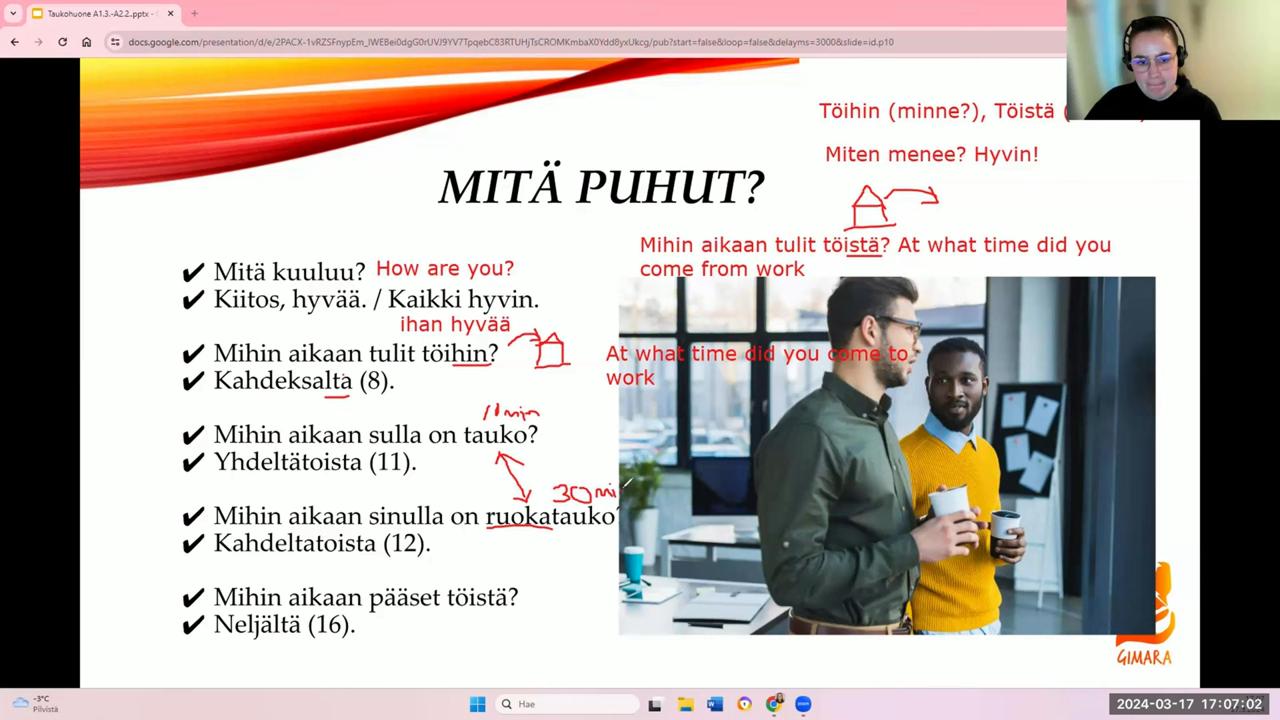 Taukohuone A1.3.-A2.2..pptx -
docs.google.com/presentation/d/e/2PACX-1vRZSFnypEm_lWEBei0dgG0rUVJ9YV7TpqebC83RTUHjTsCROMKmbaX0Ydd8yxUkcg/pub?start=false&loop=false&delayms=3000&slide=id.p10
Töihin (minne?), Töistä (
Miten menee? Hyvin!
MITÄ PUHUT?
Mihin aikaan tulit töistä? At what time did you
come from work
✔ Mitä kuuluu? How are you?
✔ Kiitos, hyvää. / Kaikki hyvin.
ihan hyvää
✔ Mihin aikaan tulit töihin?
At what time did you come to
work
✔ Kahdeksalta (8).
✔ Mihin aikaan sulla on tauko?
✔ Yhdeltätoista (11).
30 min
✔ Mihin aikaan sinulla on ruokatauko?
✔ Kahdeltatoista (12).
✔ Mihin aikaan pääset töistä?
✔ Neljältä (16).
GIMARA
-3°C
Pilvistä
Hae
zoom
2024-03-17 17:07:02